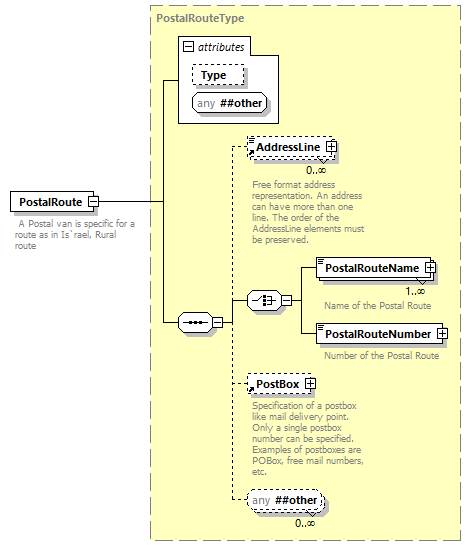 PostalRouteType
attributes
Type
any ##other
AddressLine
0..∞
Free format address
representation. An address
can have more than one
line. The order of the
AddressLine elements must
be preserved.
PostalRoute
A Postal van is specific for a
route as in Is`rael, Rural
route
PostalRouteName
1..∞
Name of the Postal Route
PostalRouteNumber
Number of the Postal Route
PostBox
Specification of a postbox
like mail delivery point.
Only a single postbox
number can be specified.
Examples of postboxes are
POBox, free mail numbers,
etc.
any ##other
0..∞